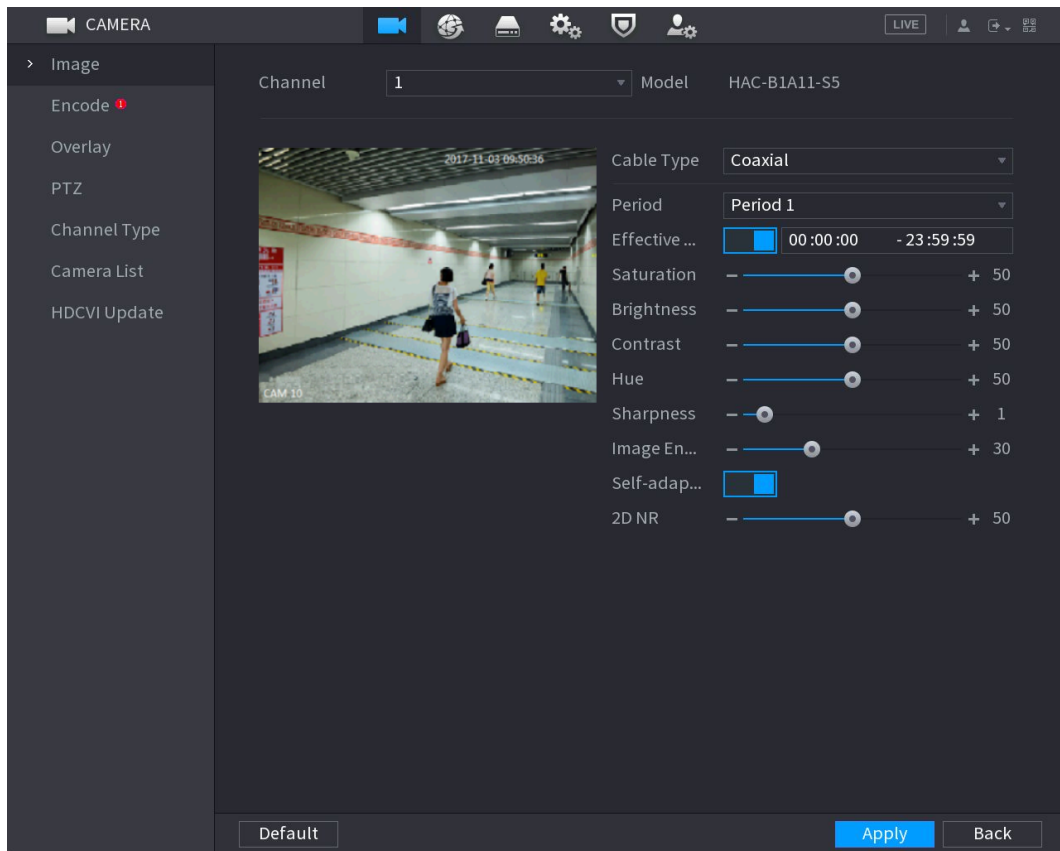 CAMERA
LIVE
Image
Encode 1
Overlay
PTZ
Channel Type
Camera List
HDCVI Update
Channel 1 Model HAC-B1A11-S5
2017-11-03 09:50:36
CAM 10
Cable Type Coaxial
Period Period 1
Effective ... 00 :00 :00 - 23 :59 :59
Saturation - + 50
Brightness - + 50
Contrast - + 50
Hue - + 50
Sharpness - + 1
Image En... - + 30
Self-adap...
2D NR - + 50
Default
Apply
Back